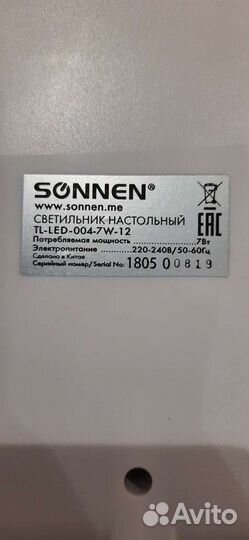 SONNEN®
www.sonnen.me
СВЕТИЛЬНИК НАСТОЛЬНЫЙ
TL-LED-004-7W-12
Потребляемая мощность 7Вт
Электропитание 220-240В/50-60Гц
Сделано в Китае
Серийный номер/Serial No: 1805 00819
EAC
Avito